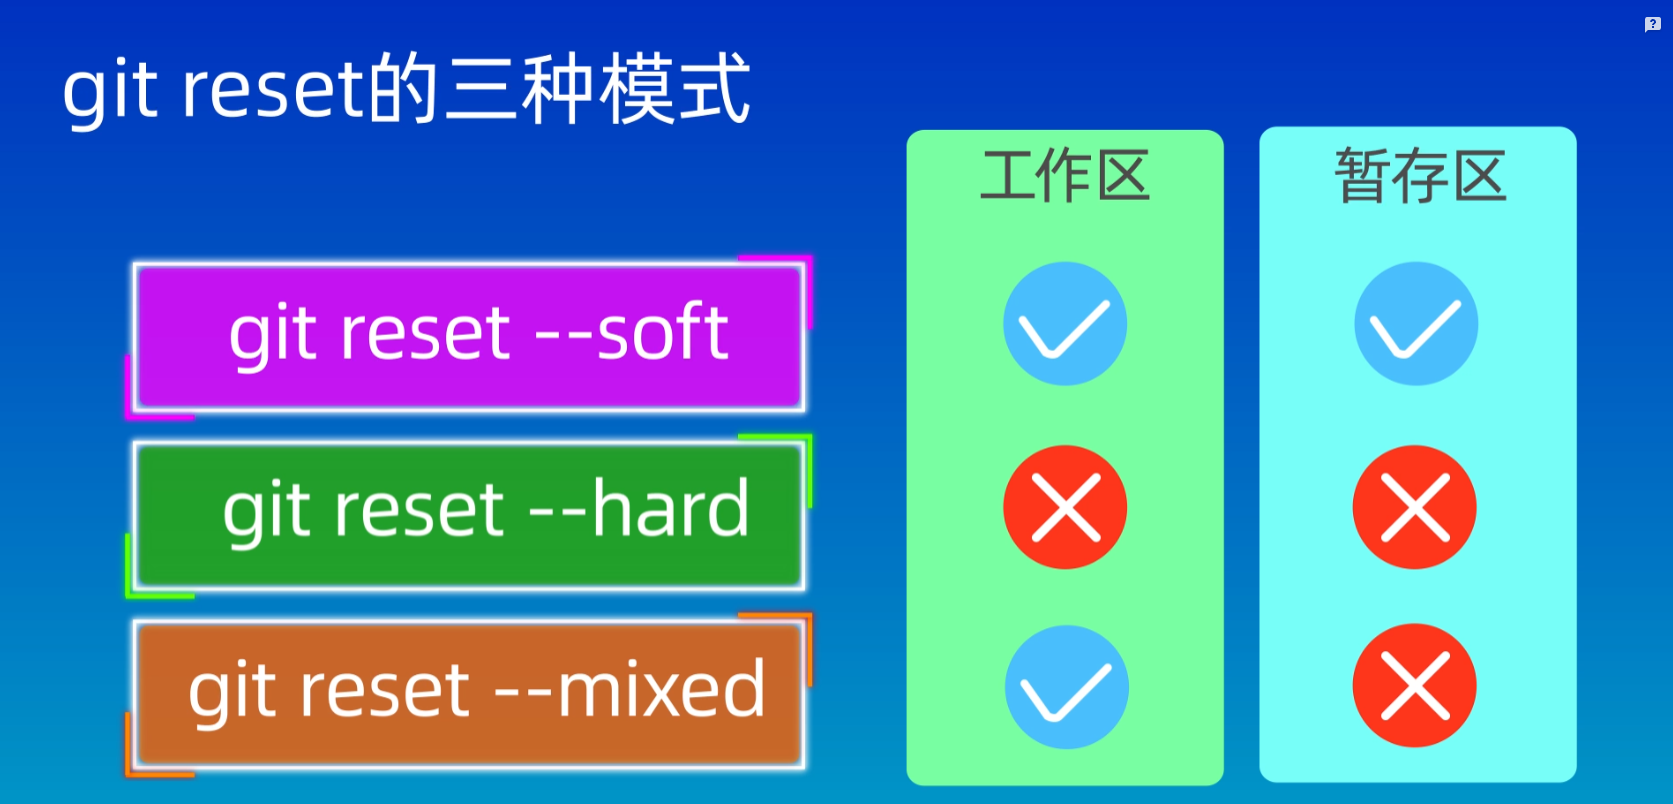 git reset的三种模式
工作区
暂存区
git reset --soft
git reset --hard
git reset --mixed
?